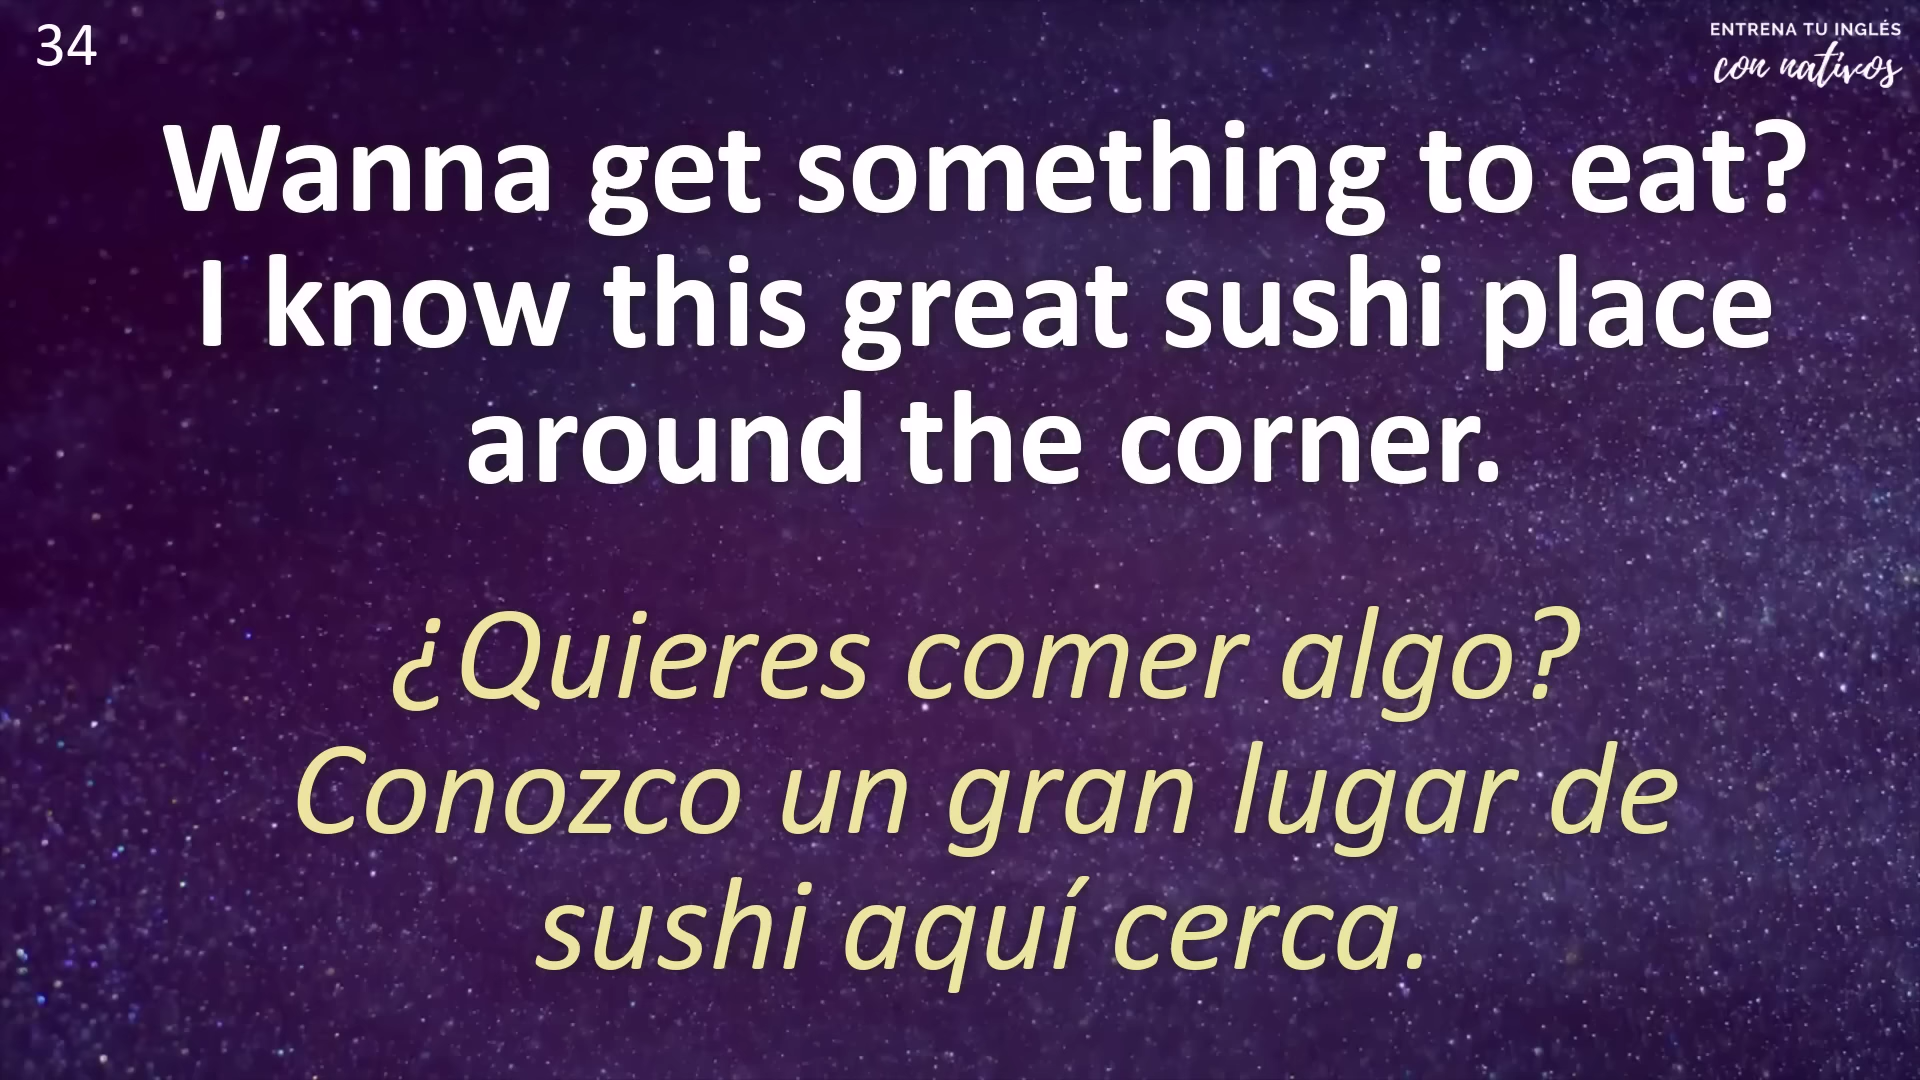 34
ENTRENA TU INGLÉS
con nativos
Wanna get something to eat?
I know this great sushi place
around the corner.
¿Quieres comer algo?
Conozco un gran lugar de
sushi aquí cerca.